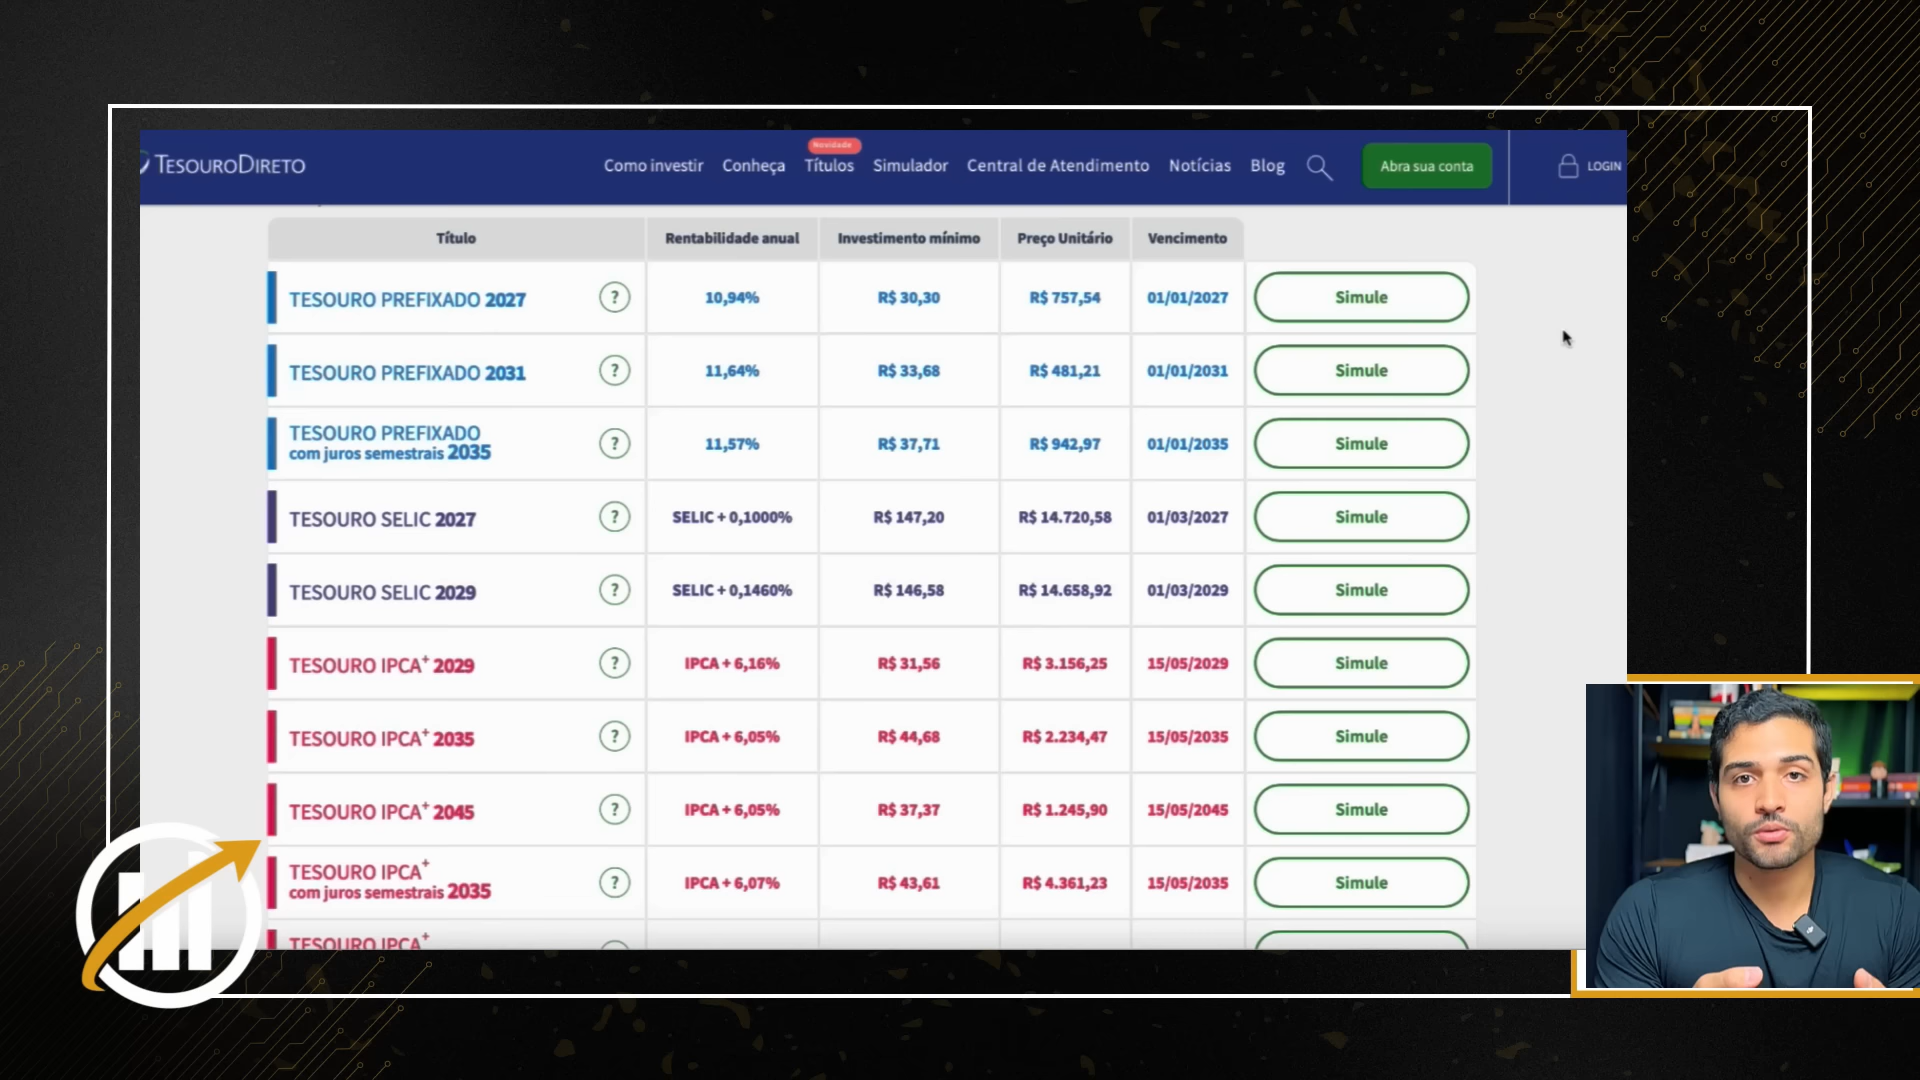 TESOURODIRETO
Como investir
Conheça
Novidade
Títulos
Simulador
Central de Atendimento
Notícias
Blog
Abra sua conta
LOGIN
Título Rentabilidade anual Investimento mínimo Preço Unitário Vencimento
TESOURO PREFIXADO 2027 ? 10,94% R$ 30,30 R$ 757,54 01/01/2027 Simule
TESOURO PREFIXADO 2031 ? 11,64% R$ 33,68 R$ 481,21 01/01/2031 Simule
TESOURO PREFIXADO
com juros semestrais 2035 ? 11,57% R$ 37,71 R$ 942,97 01/01/2035 Simule
TESOURO SELIC 2027 ? SELIC + 0,1000% R$ 147,20 R$ 14.720,58 01/03/2027 Simule
TESOURO SELIC 2029 ? SELIC + 0,1460% R$ 146,58 R$ 14.658,92 01/03/2029 Simule
TESOURO IPCA+ 2029 ? IPCA + 6,16% R$ 31,56 R$ 3.156,25 15/05/2029 Simule
TESOURO IPCA+ 2035 ? IPCA + 6,05% R$ 44,68 R$ 2.234,47 15/05/2035 Simule
TESOURO IPCA+ 2045 ? IPCA + 6,05% R$ 37,37 R$ 1.245,90 15/05/2045 Simule
TESOURO IPCA+
com juros semestrais 2035 ? IPCA + 6,07% R$ 43,61 R$ 4.361,23 15/05/2035 Simule
TESOURO IPCA+